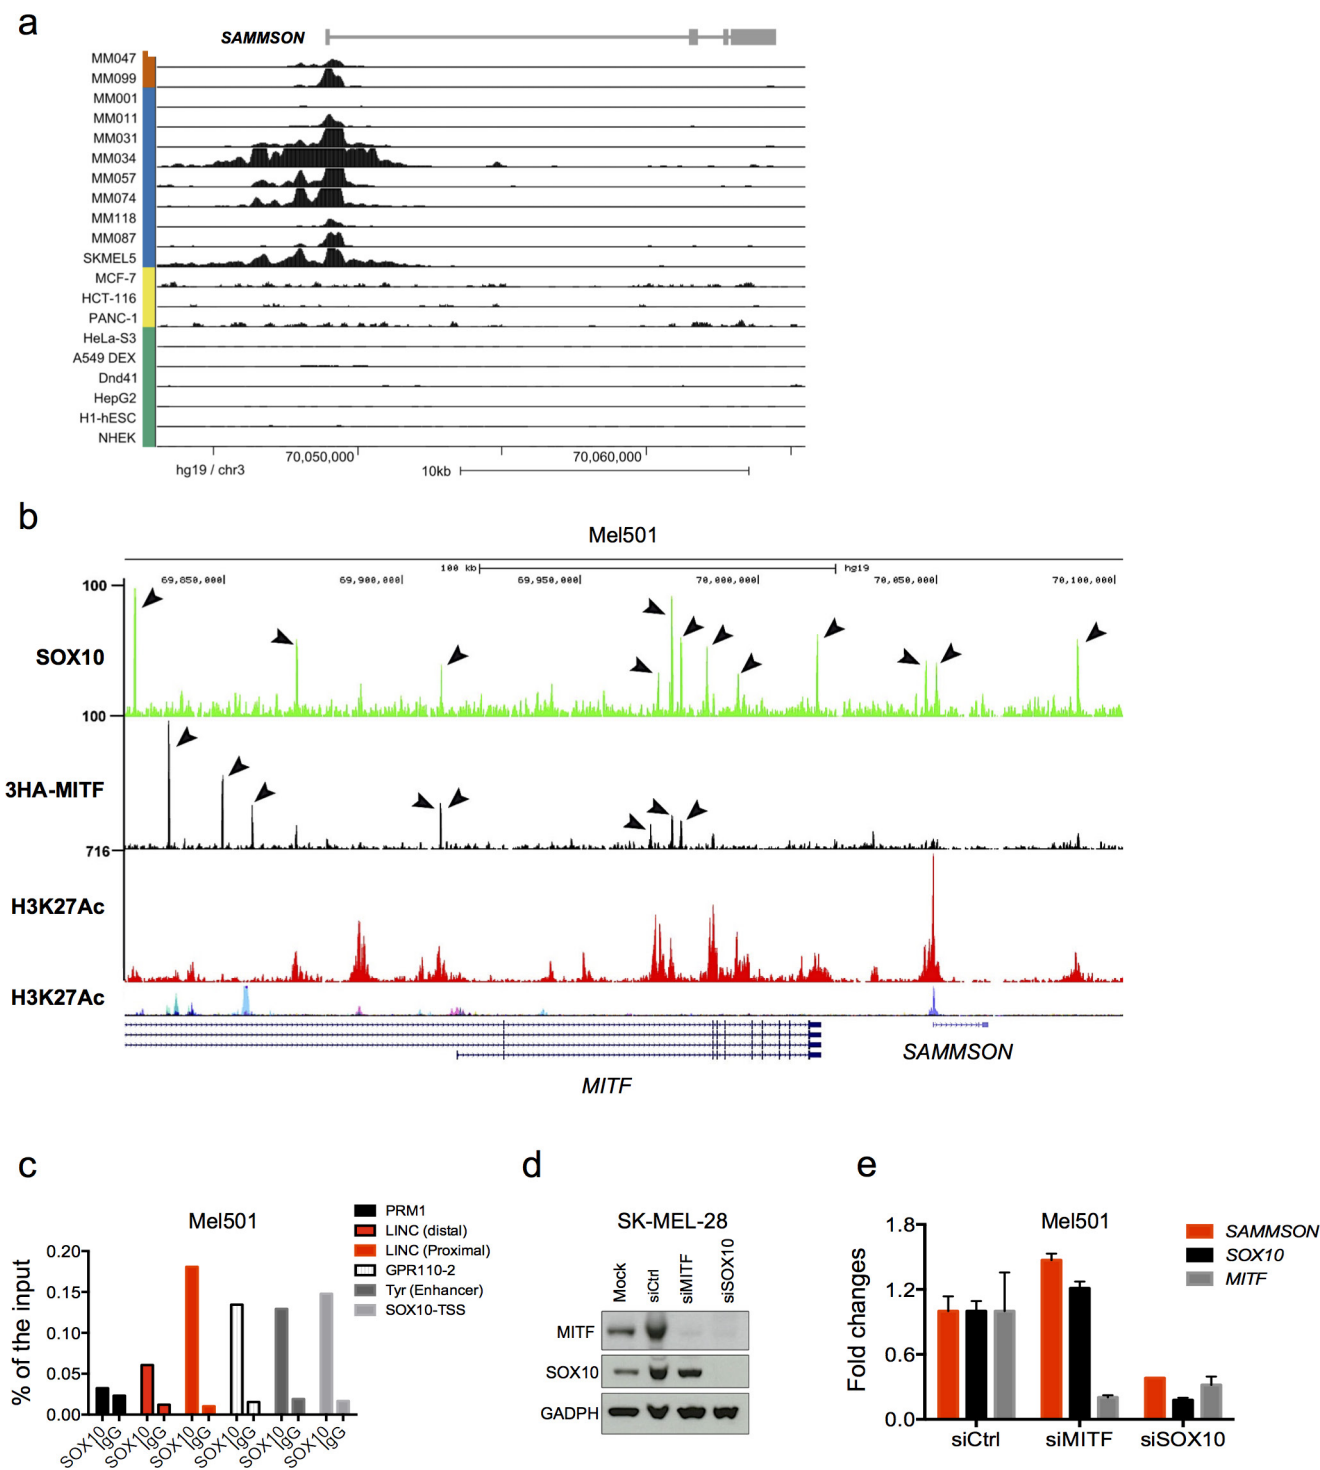 a
SAMMSON
MM047
MM099
MM001
MM011
MM031
MM034
MM057
MM074
MM118
MM087
SKMEL5
MCF-7
HCT-116
PANC-1
HeLa-S3
A549 DEX
Dnd41
HepG2
H1-hESC
NHEK
70,050,000
70,060,000
hg19 / chr3
10kb
b
Mel501
100 kb
hg19
69,850,000
69,900,000
69,950,000
70,000,000
70,050,000
70,100,000
100
SOX10
100
3HA-MITF
716
H3K27Ac
H3K27Ac
SAMMSON
MITF
c
Mel501
PRM1
LINC (distal)
LINC (Proximal)
GPR110-2
Tyr (Enhancer)
SOX10-TSS
% of the input
0.20
0.15
0.10
0.05
0.00
SOX10
IgG
SOX10
IgG
SOX10
IgG
SOX10
IgG
SOX10
IgG
SOX10
IgG
d
SK-MEL-28
Mock
siCtrl
siMITF
siSOX10
MITF
SOX10
GADPH
e
Mel501
SAMMSON
SOX10
MITF
Fold changes
1.8
1.2
0.6
0.0
siCtrl
siMITF
siSOX10